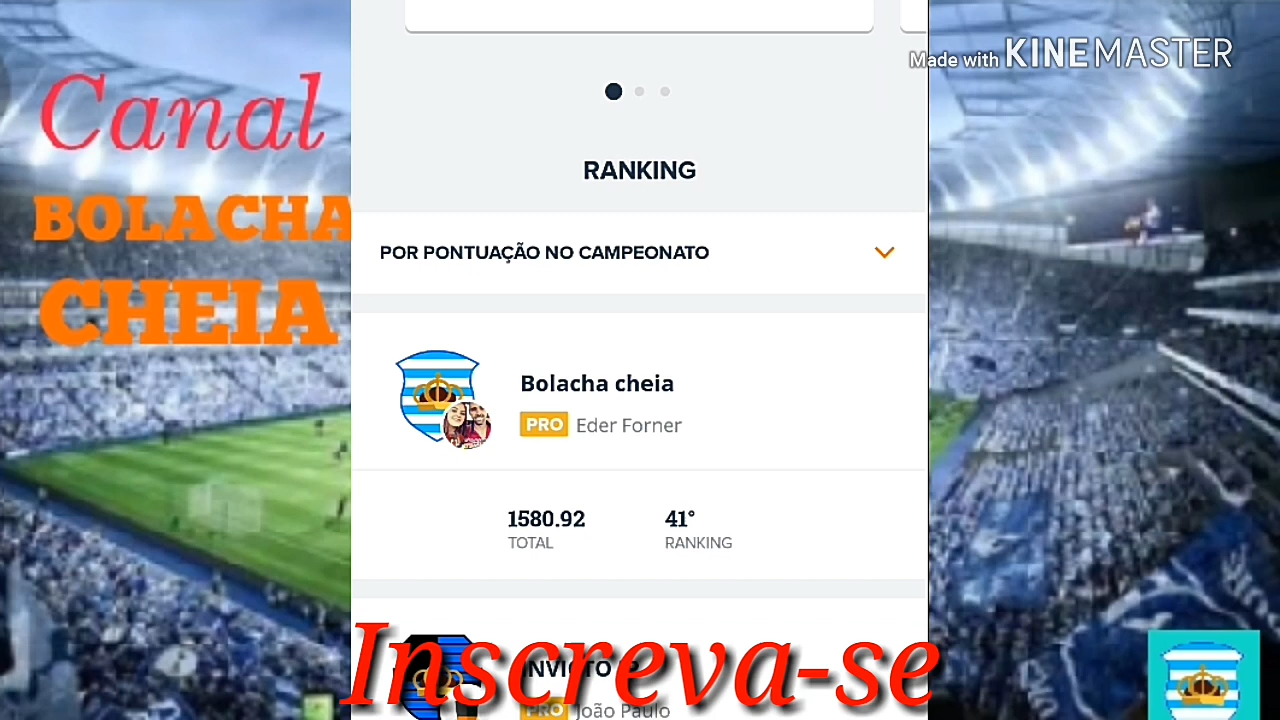 Canal
BOLACHA
CHEIA
Made with KINEMASTER
RANKING
POR PONTUAÇÃO NO CAMPEONATO
Bolacha cheia
PRO Eder Forner
1580.92
TOTAL
41°
RANKING
Inscreva-se
INVICTO
PRO João Paulo